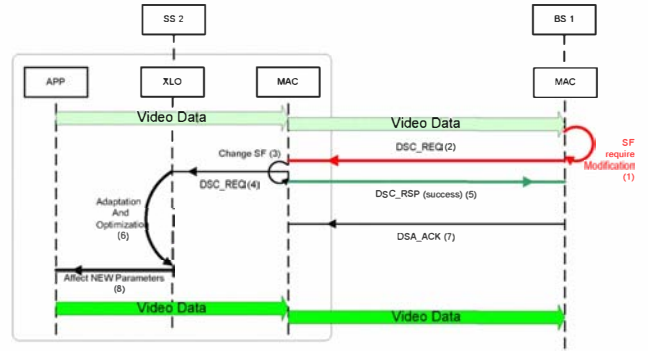 SS 2
BS 1
APP
XLO
MAC
MAC
Video Data
Video Data
SF
require
Modification
(1)
DSC_REQ(2)
Change SF (3)
DSC_REQ(4)
DSC_RSP (success) (5)
Adaptation
And
Optimization
(6)
DSA_ACK (7)
Affect NEW Parameters
(8)
Video Data
Video Data